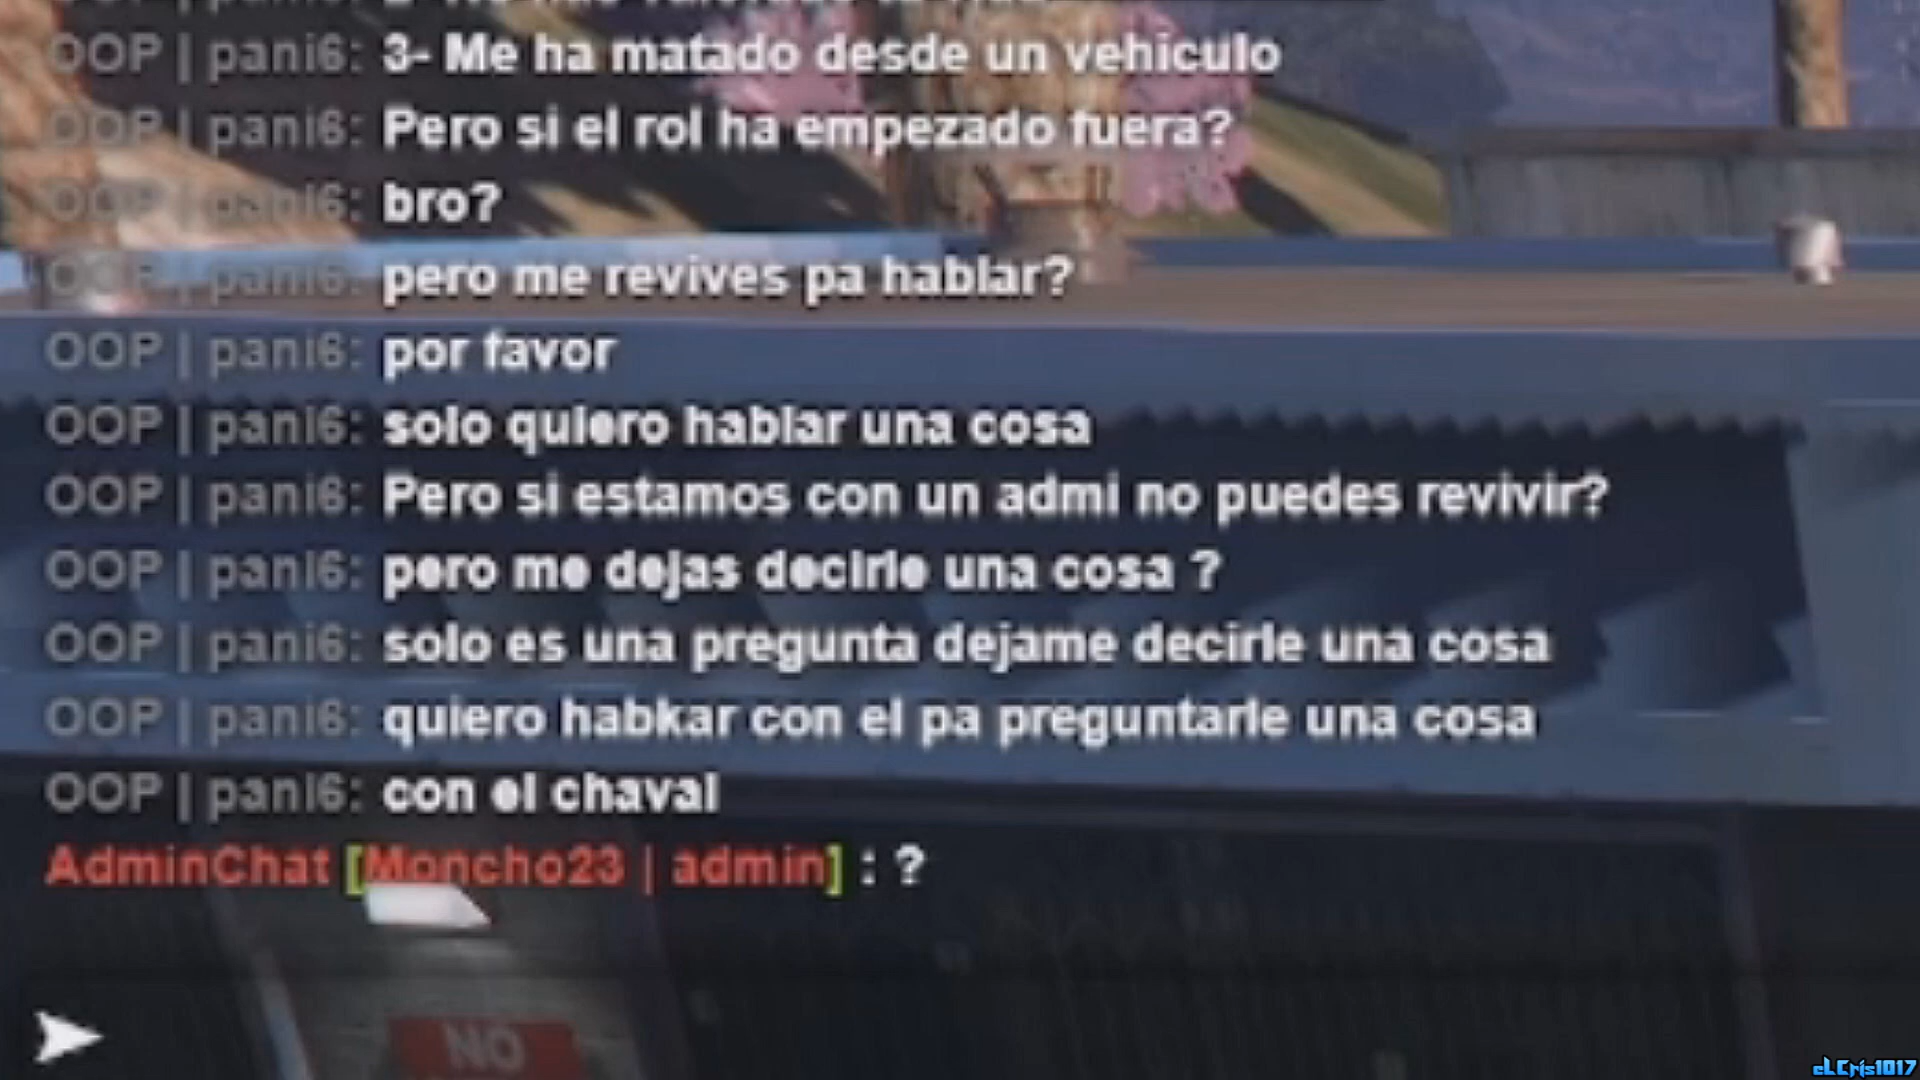 OOP | pani6: 3- Me ha matado desde un vehiculo
OOP | pani6: Pero si el rol ha empezado fuera?
OOP | pani6: bro?
OOP | pani6: pero me revives pa hablar?
OOP | pani6: por favor
OOP | pani6: solo quiero hablar una cosa
OOP | pani6: Pero si estamos con un admi no puedes revivir?
OOP | pani6: pero me dejas decirle una cosa ?
OOP | pani6: solo es una pregunta dejame decirle una cosa
OOP | pani6: quiero habkar con el pa preguntarle una cosa
OOP | pani6: con el chaval
AdminChat [Moncho23 | admin] : ?
NO
eLCris1017